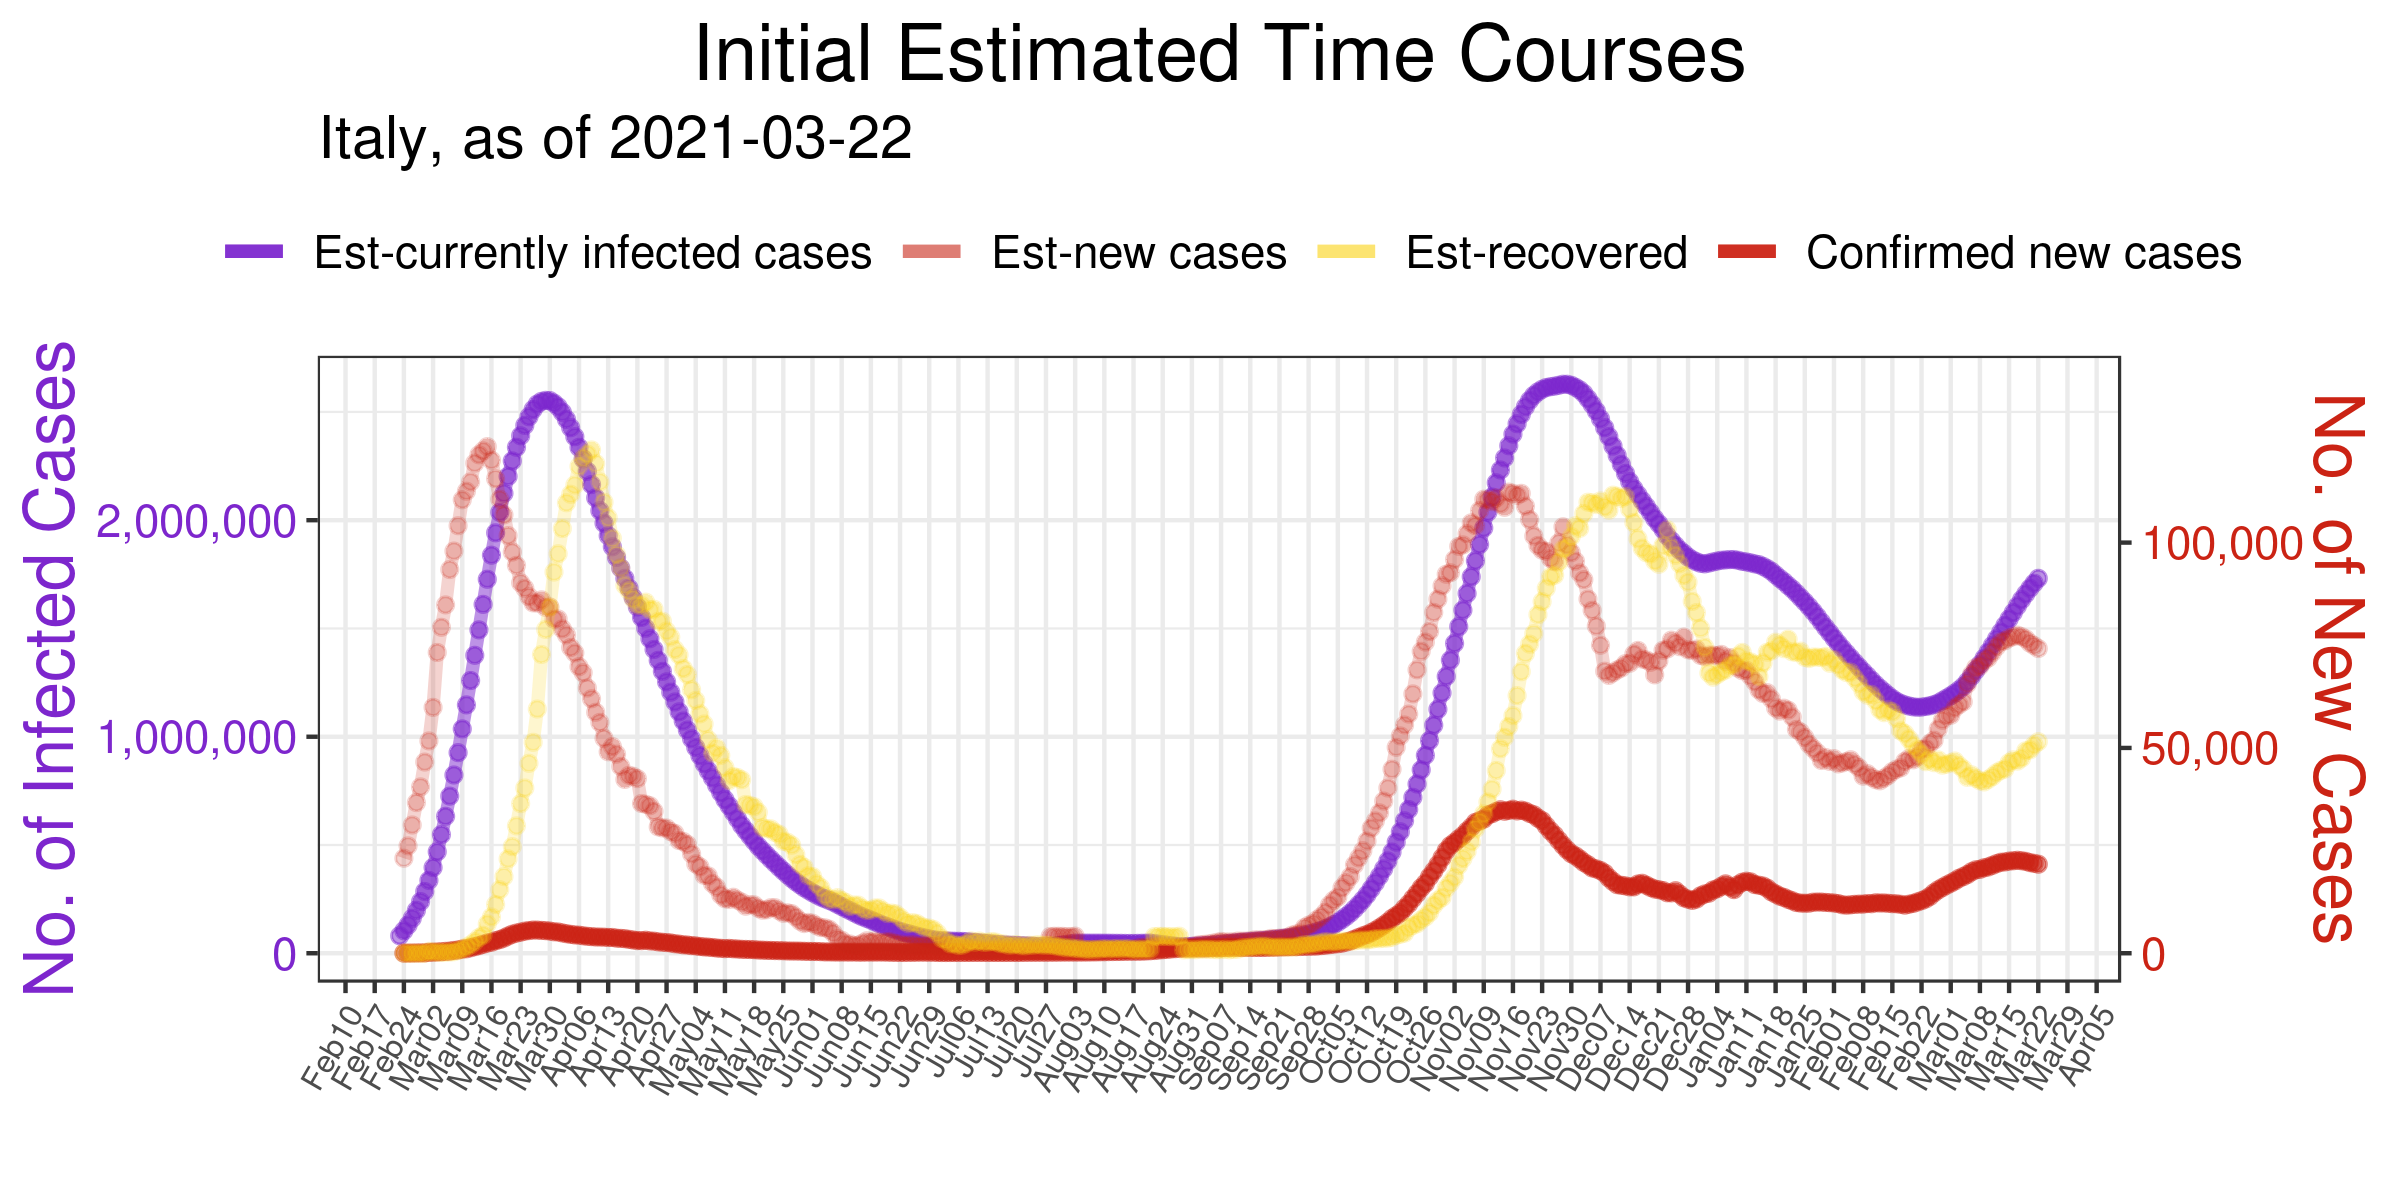 Initial Estimated Time Courses
Italy, as of 2021-03-22
Est-currently infected cases Est-new cases Est-recovered Confirmed new cases
No. of Infected Cases
2,000,000
1,000,000
0
100,000
50,000
0
No. of New Cases
Feb10 Feb17 Feb24 Mar02 Mar09 Mar16 Mar23 Mar30 Apr06 Apr13 Apr20 Apr27 May04 May11 May18 May25 Jun01 Jun08 Jun15 Jun22 Jun29 Jul06 Jul13 Jul20 Jul27 Aug03 Aug10 Aug17 Aug24 Aug31 Sep07 Sep14 Sep21 Sep28 Oct05 Oct12 Oct19 Oct26 Nov02 Nov09 Nov16 Nov23 Nov30 Dec07 Dec14 Dec21 Dec28 Jan04 Jan11 Jan18 Jan25 Feb01 Feb08 Feb15 Feb22 Mar01 Mar08 Mar15 Mar22 Mar29 Apr05